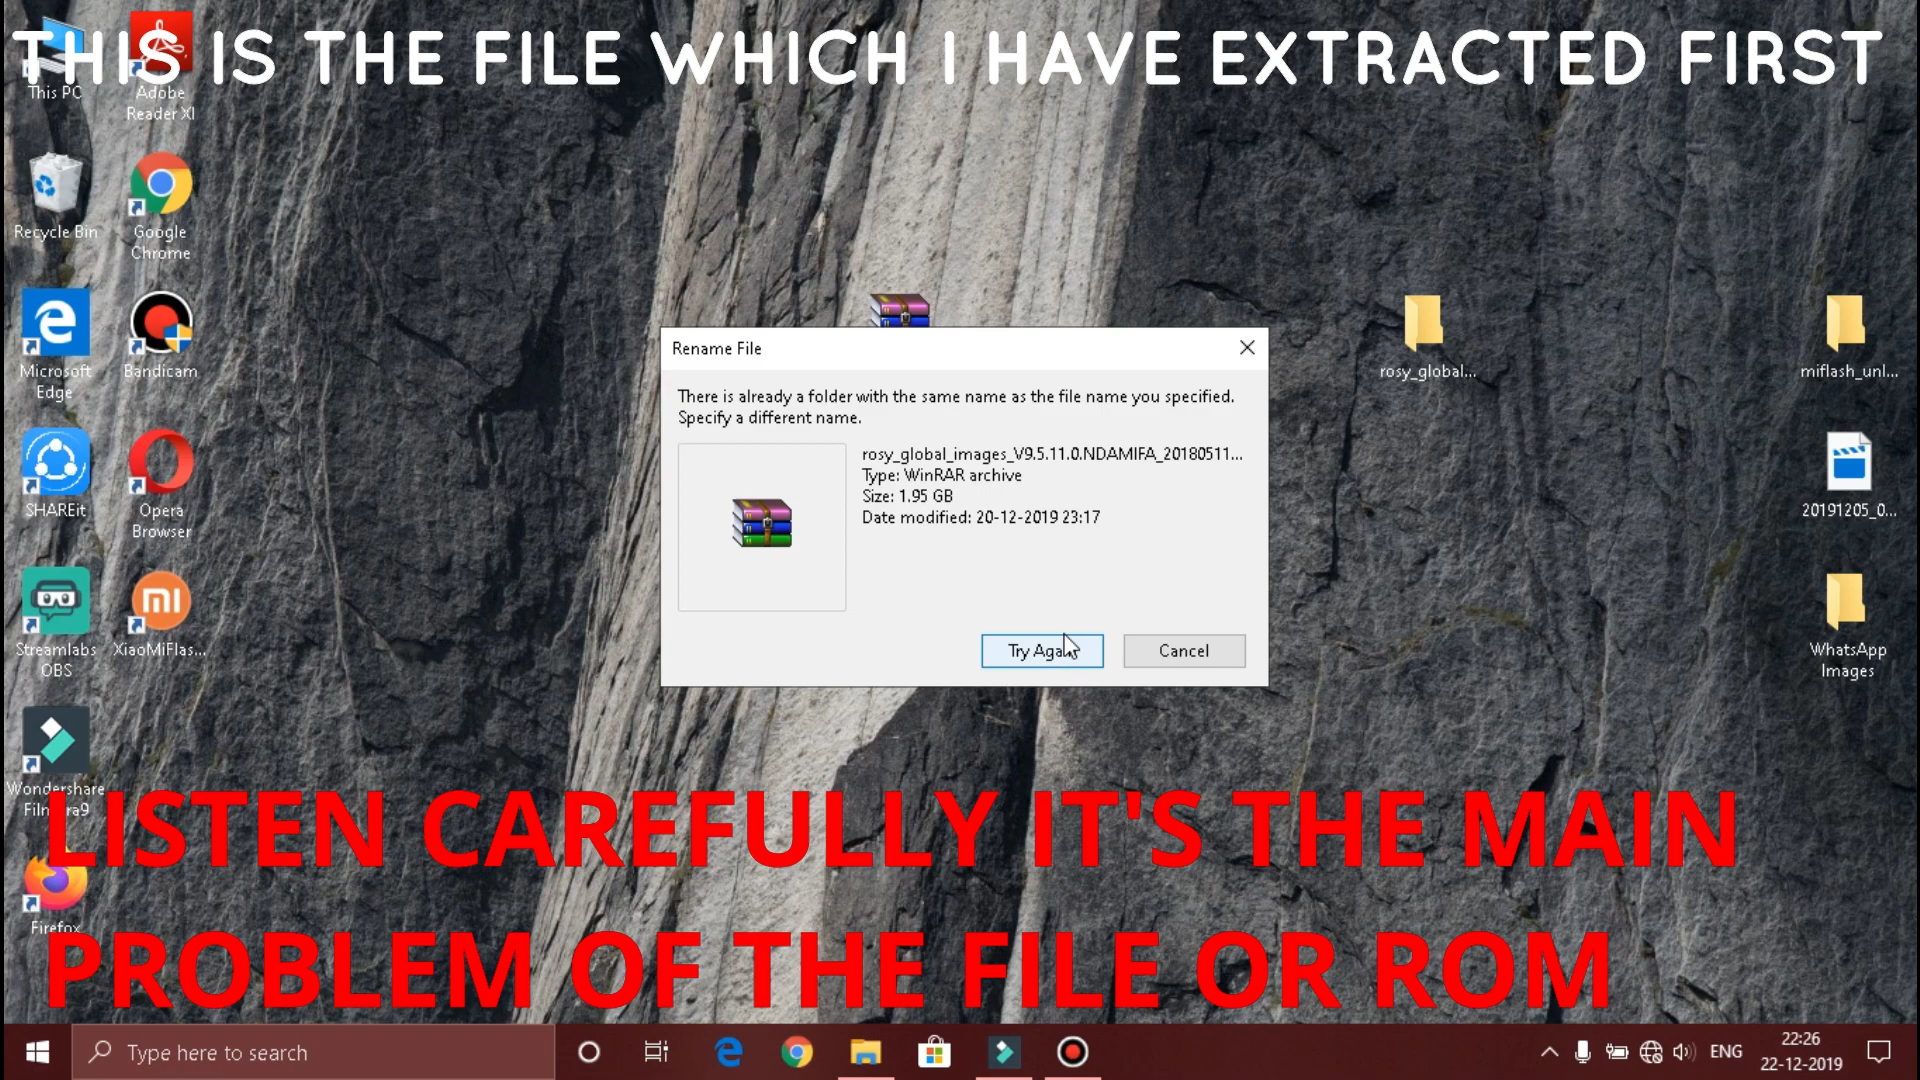 THIS IS THE FILE WHICH I HAVE EXTRACTED FIRST
This PC
Adobe
Reader XI
Recycle Bin
Google
Chrome
Microsoft
Edge
Bandicam
SHAREit
Opera
Browser
Streamlabs
OBS
XiaoMiFlas...
Wondershare
Filmora9
Firefox
Rename File
There is already a folder with the same name as the file name you specified.
Specify a different name.
rosy_global_images_V9.5.11.0.NDAMIFA_20180511...
Type: WinRAR archive
Size: 1.95 GB
Date modified: 20-12-2019 23:17
Try Again
Cancel
rosy_global...
miflash_unl...
20191205_0...
WhatsApp
Images
LISTEN CAREFULLY IT'S THE MAIN
PROBLEM OF THE FILE OR ROM
Type here to search
ENG
22:26
22-12-2019